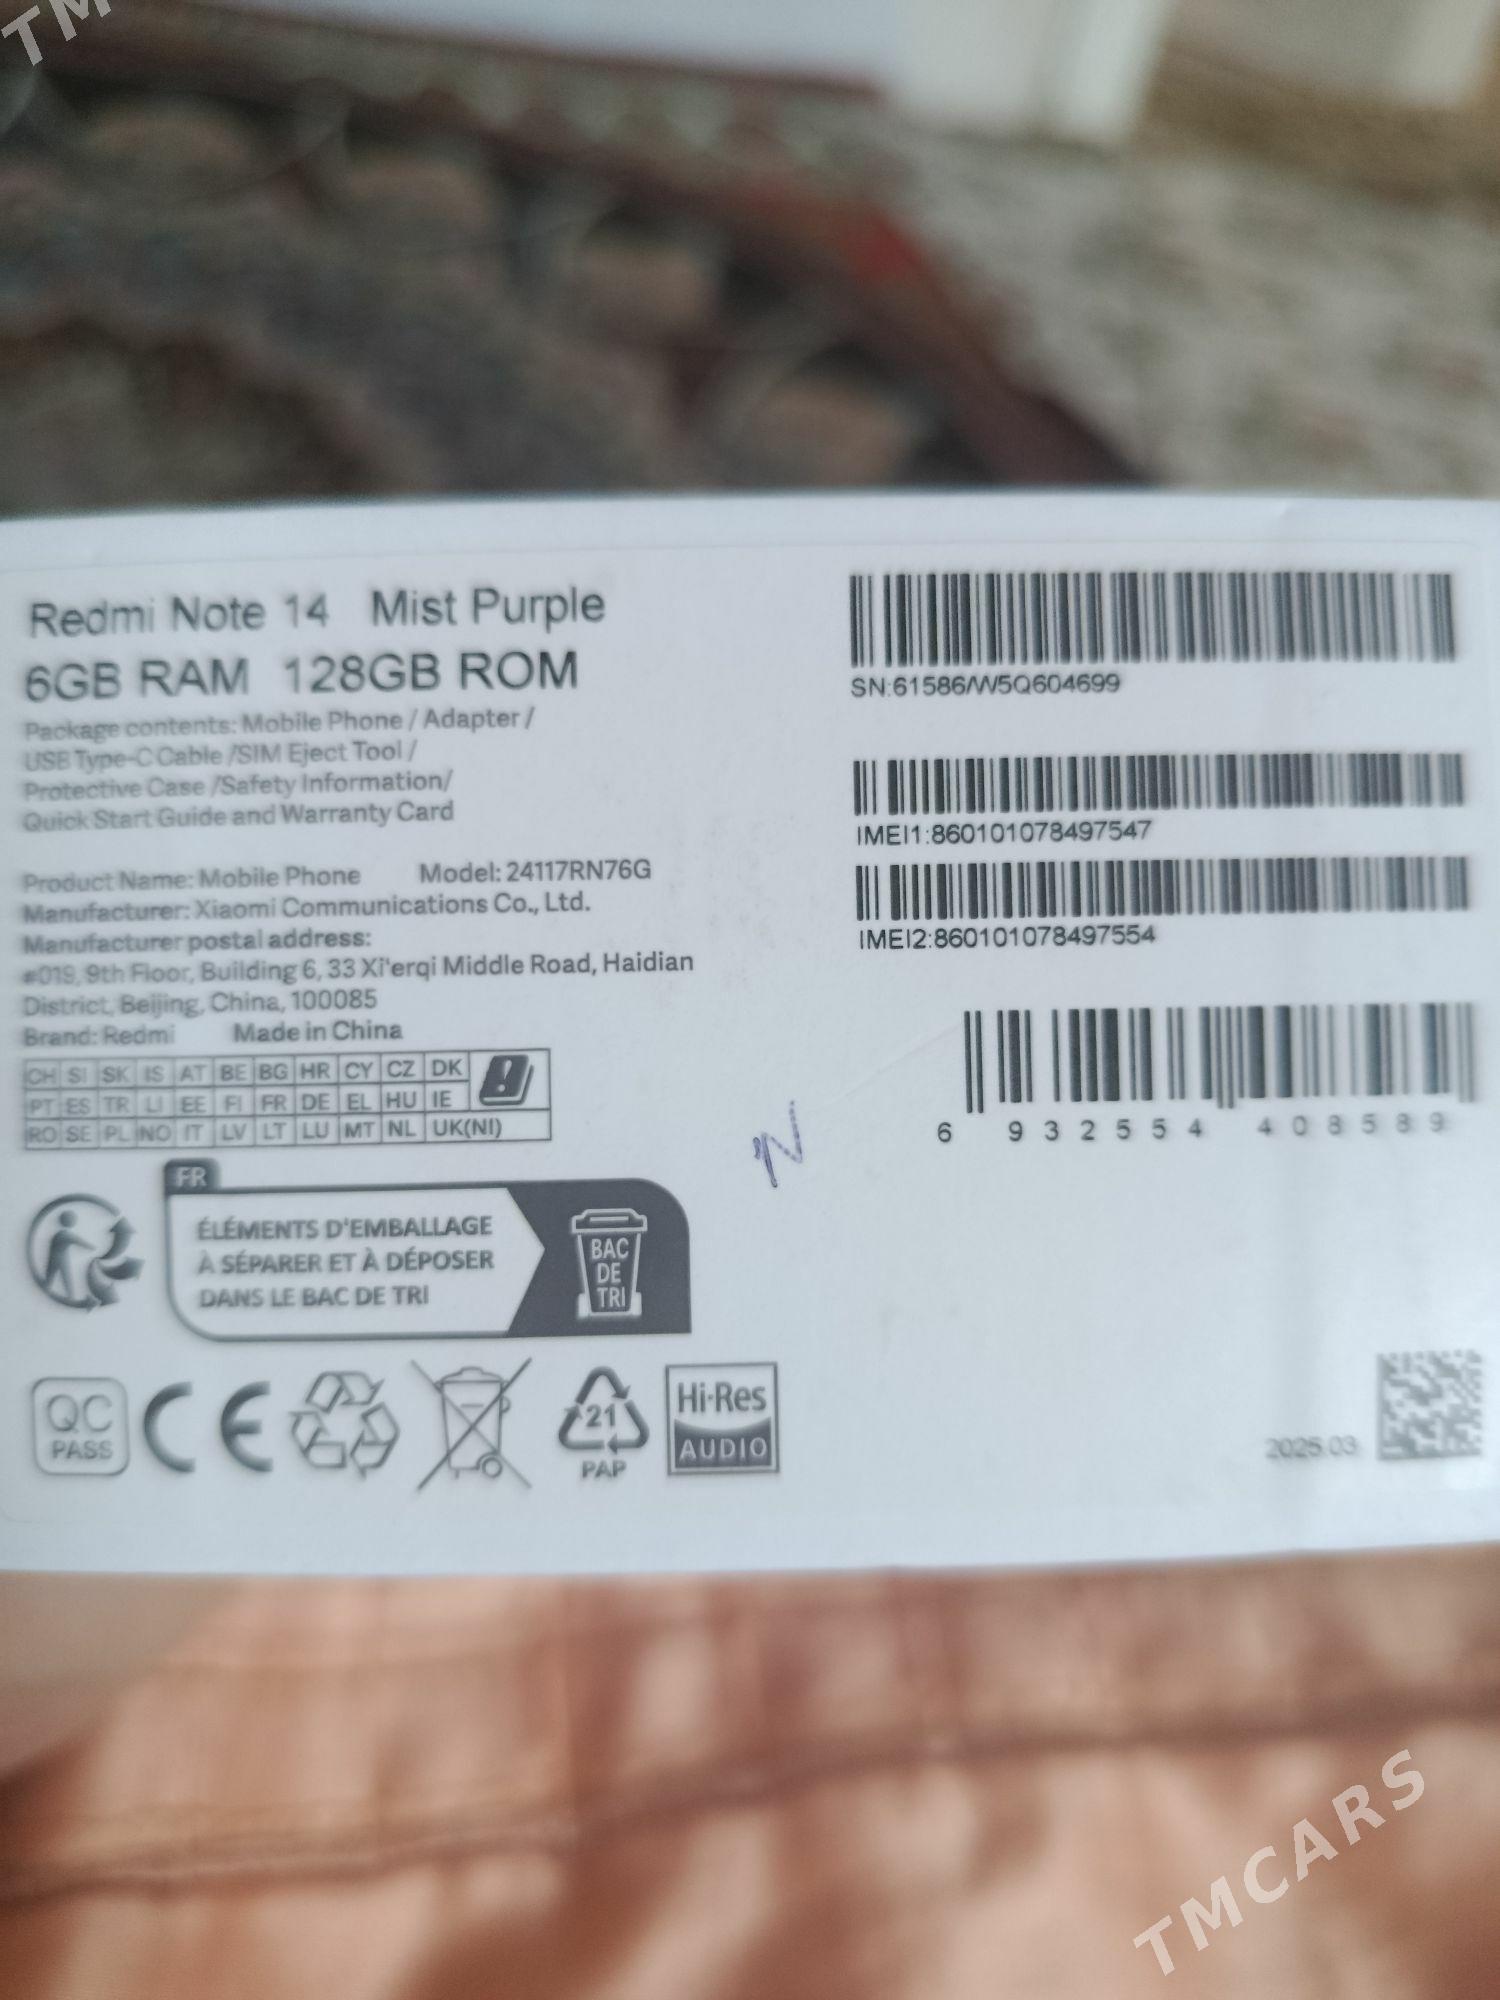 Redmi Note 14 Mist Purple
6GB RAM 128GB ROM
Package contents: Mobile Phone / Adapter /
USB Type-C Cable /SIM Eject Tool /
Protective Case /Safety Information/
Quick Start Guide and Warranty Card
Product Name: Mobile Phone Model: 24117RN76G
Manufacturer: Xiaomi Communications Co., Ltd.
Manufacturer postal address:
#019, 9th Floor, Building 6, 33 Xi'erqi Middle Road, Haidian
District, Beijing, China, 100085
Brand: Redmi Made in China
CH SI SK IS AT BE BG HR CY CZ DK
PT ES TR LI EE FI FR DE EL HU IE
RO SE PL NO IT LV LT LU MT NL UK(NI)
FR
ÉLÉMENTS D'EMBALLAGE
À SÉPARER ET À DÉPOSER
DANS LE BAC DE TRI
BAC
DE
TRI
QC
PASS
CE
21
PAP
Hi-Res
AUDIO
SN:61586/W5Q604699
IMEI1:860101078497547
IMEI2:860101078497554
6 932554 408589
2025.03
TMCARS
TM